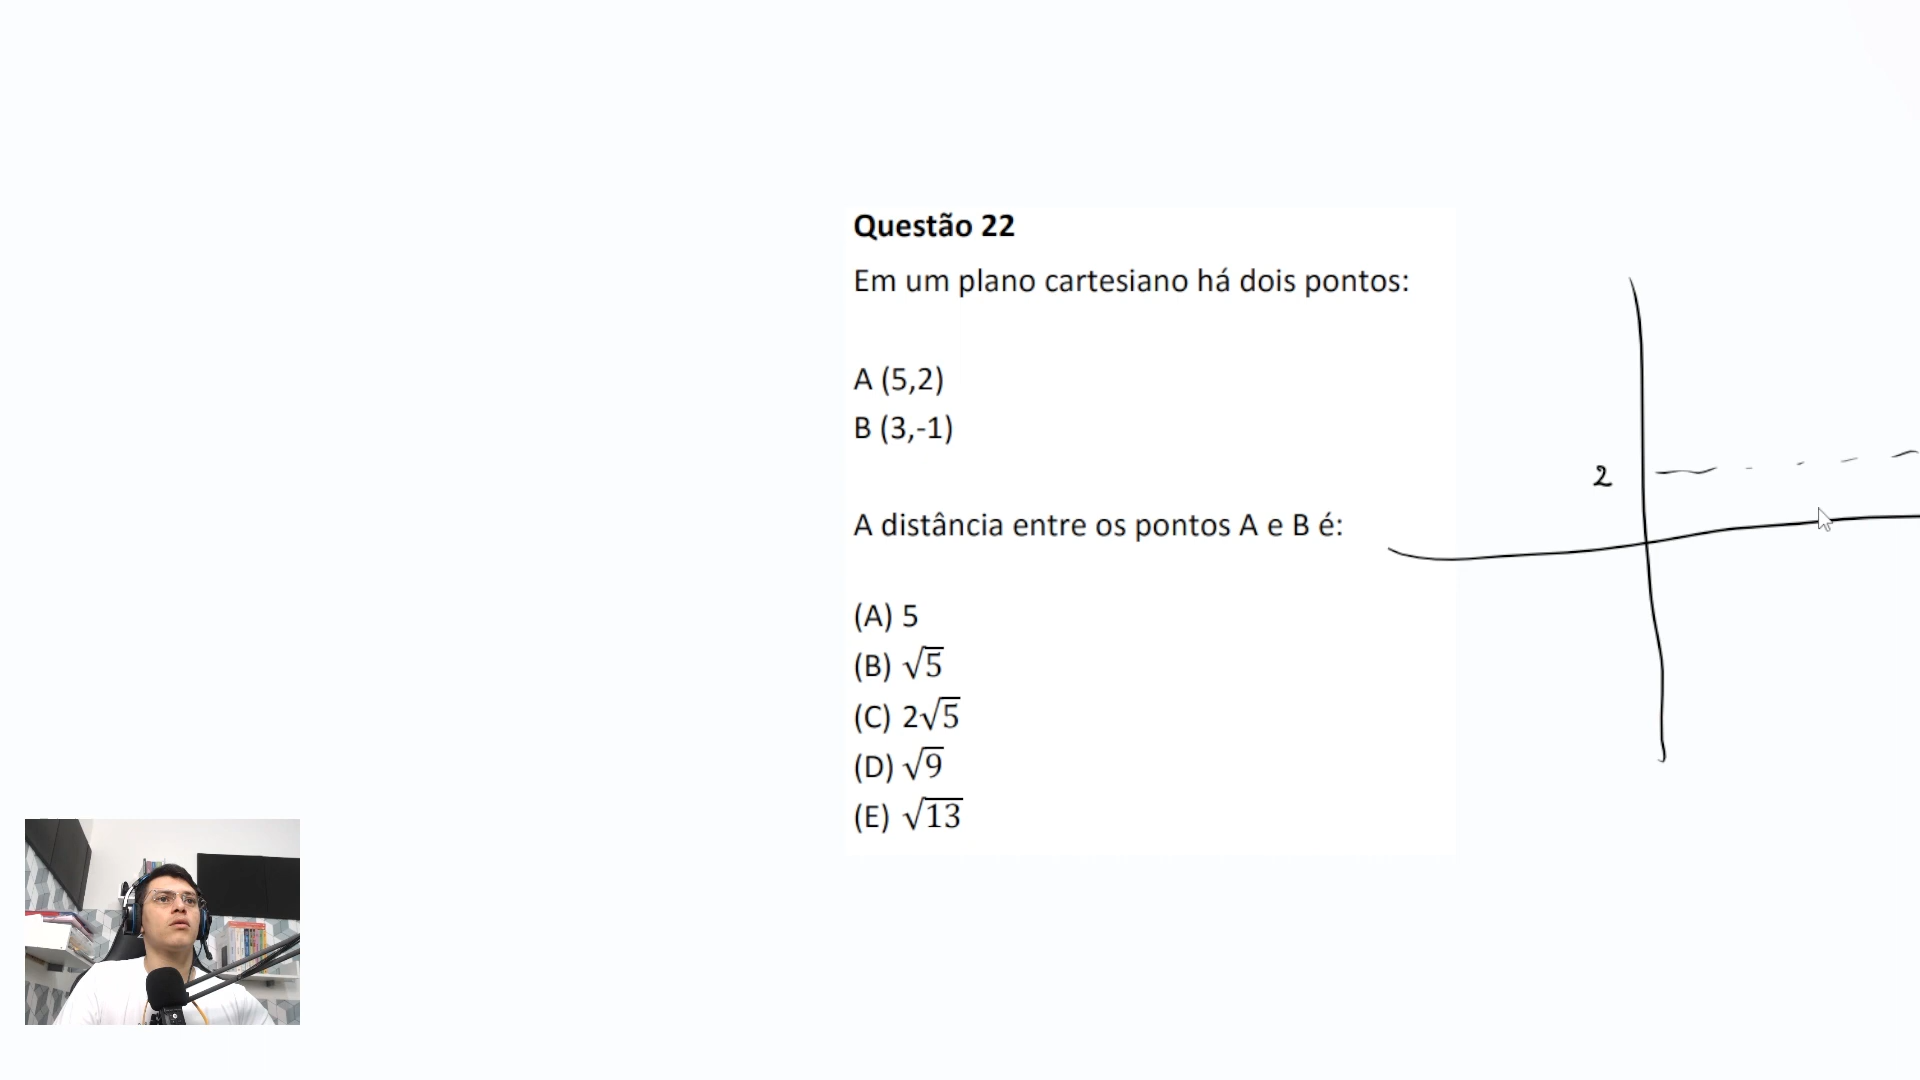 Questão 22
Em um plano cartesiano há dois pontos:
A (5,2)
B (3,-1)
2
A distância entre os pontos A e B é:
(A) 5
(B) √5
(C) 2√5
(D) √9
(E) √13